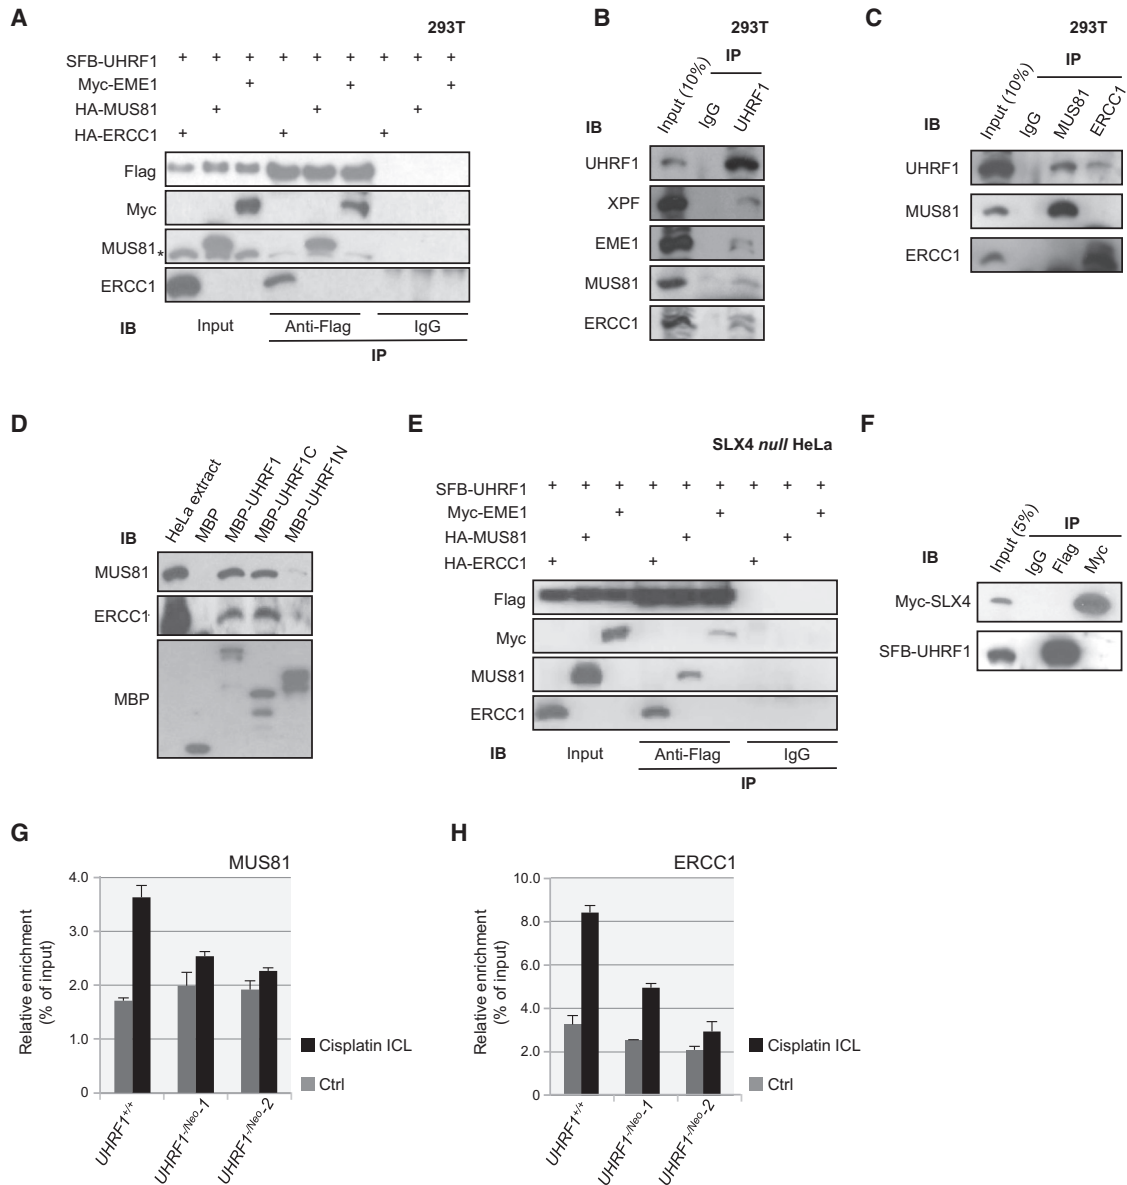 A
293T
SFB-UHRF1 + + + + + + + + +
Myc-EME1 + + +
HA-MUS81 + + +
HA-ERCC1 + + +
Flag
Myc
MUS81
*
ERCC1
IB Input Anti-Flag IgG
IP
B
293T
IP
IB Input (10%) IgG UHRF1
UHRF1
XPF
EME1
MUS81
ERCC1
C
293T
IP
IB Input (10%) IgG MUS81 ERCC1
UHRF1
MUS81
ERCC1
D
IB HeLa extract MBP MBP-UHRF1 MBP-UHRF1C MBP-UHRF1N
MUS81
ERCC1
MBP
E
SLX4 null HeLa
SFB-UHRF1 + + + + + + + + +
Myc-EME1 + + +
HA-MUS81 + + +
HA-ERCC1 + + +
Flag
Myc
MUS81
ERCC1
IB Input Anti-Flag IgG
IP
F
IP
IB Input (5%) IgG Flag Myc
Myc-SLX4
SFB-UHRF1
G
MUS81
Relative enrichment
(% of input)
4.0
3.0
2.0
1.0
0
Cisplatin ICL
Ctrl
UHRF1+/+
UHRF1-/Neo-1
UHRF1-/Neo-2
H
ERCC1
Relative enrichment
(% of input)
10.0
8.0
6.0
4.0
2.0
0
Cisplatin ICL
Ctrl
UHRF1+/+
UHRF1-/Neo-1
UHRF1-/Neo-2